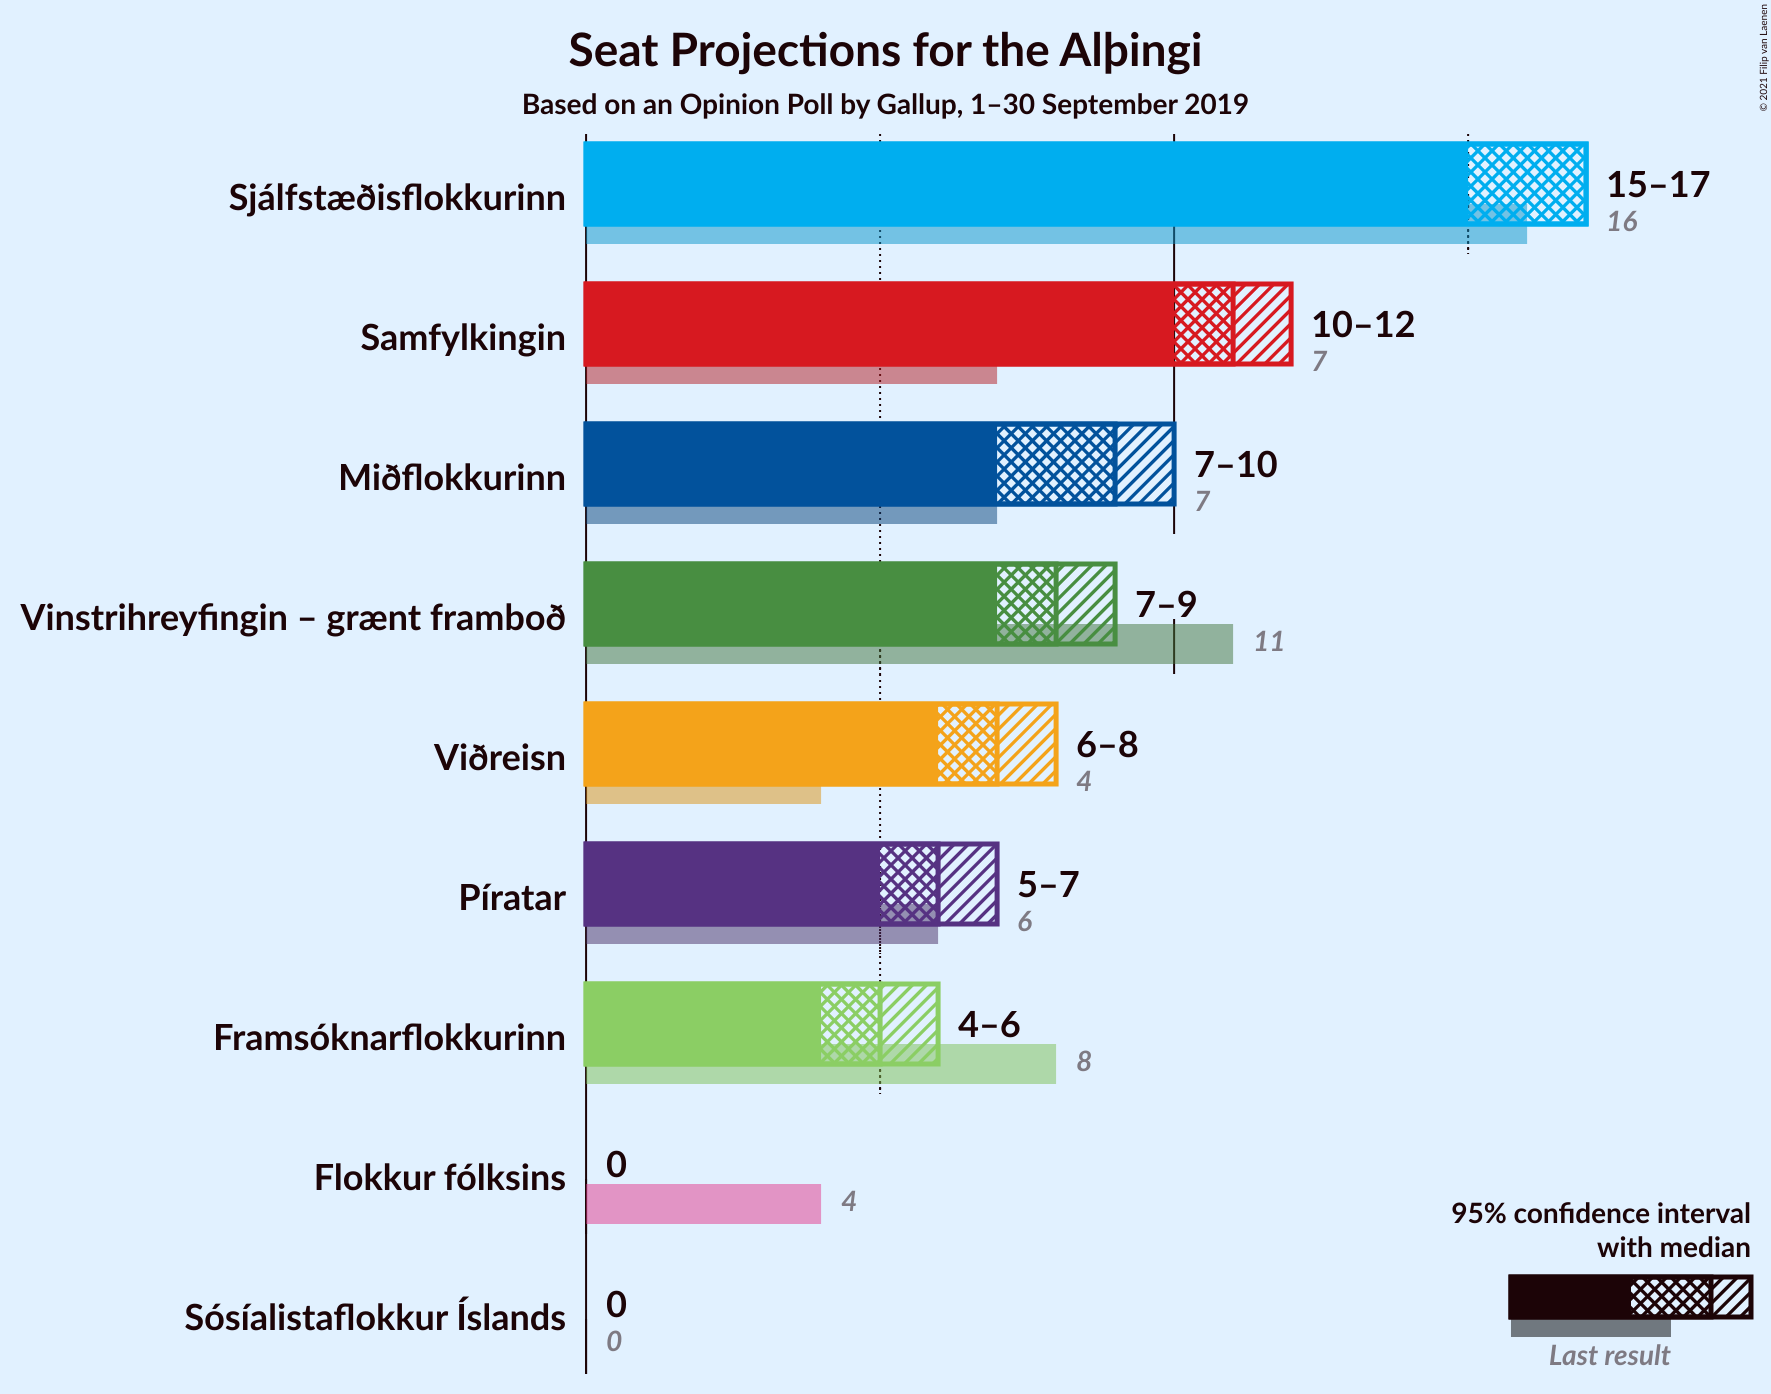 Seat Projections for the Alþingi
Based on an Opinion Poll by Gallup, 1–30 September 2019
© 2021 Filip van Laenen
Sjálfstæðisflokkurinn
15–17
16
Samfylkingin
10–12
7
Miðflokkurinn
7–10
7
Vinstrihreyfingin – grænt framboð
7–9
11
Viðreisn
6–8
4
Píratar
5–7
6
Framsóknarflokkurinn
4–6
8
Flokkur fólksins
0
4
Sósíalistaflokkur Íslands
0
0
95% confidence interval
with median
Last result